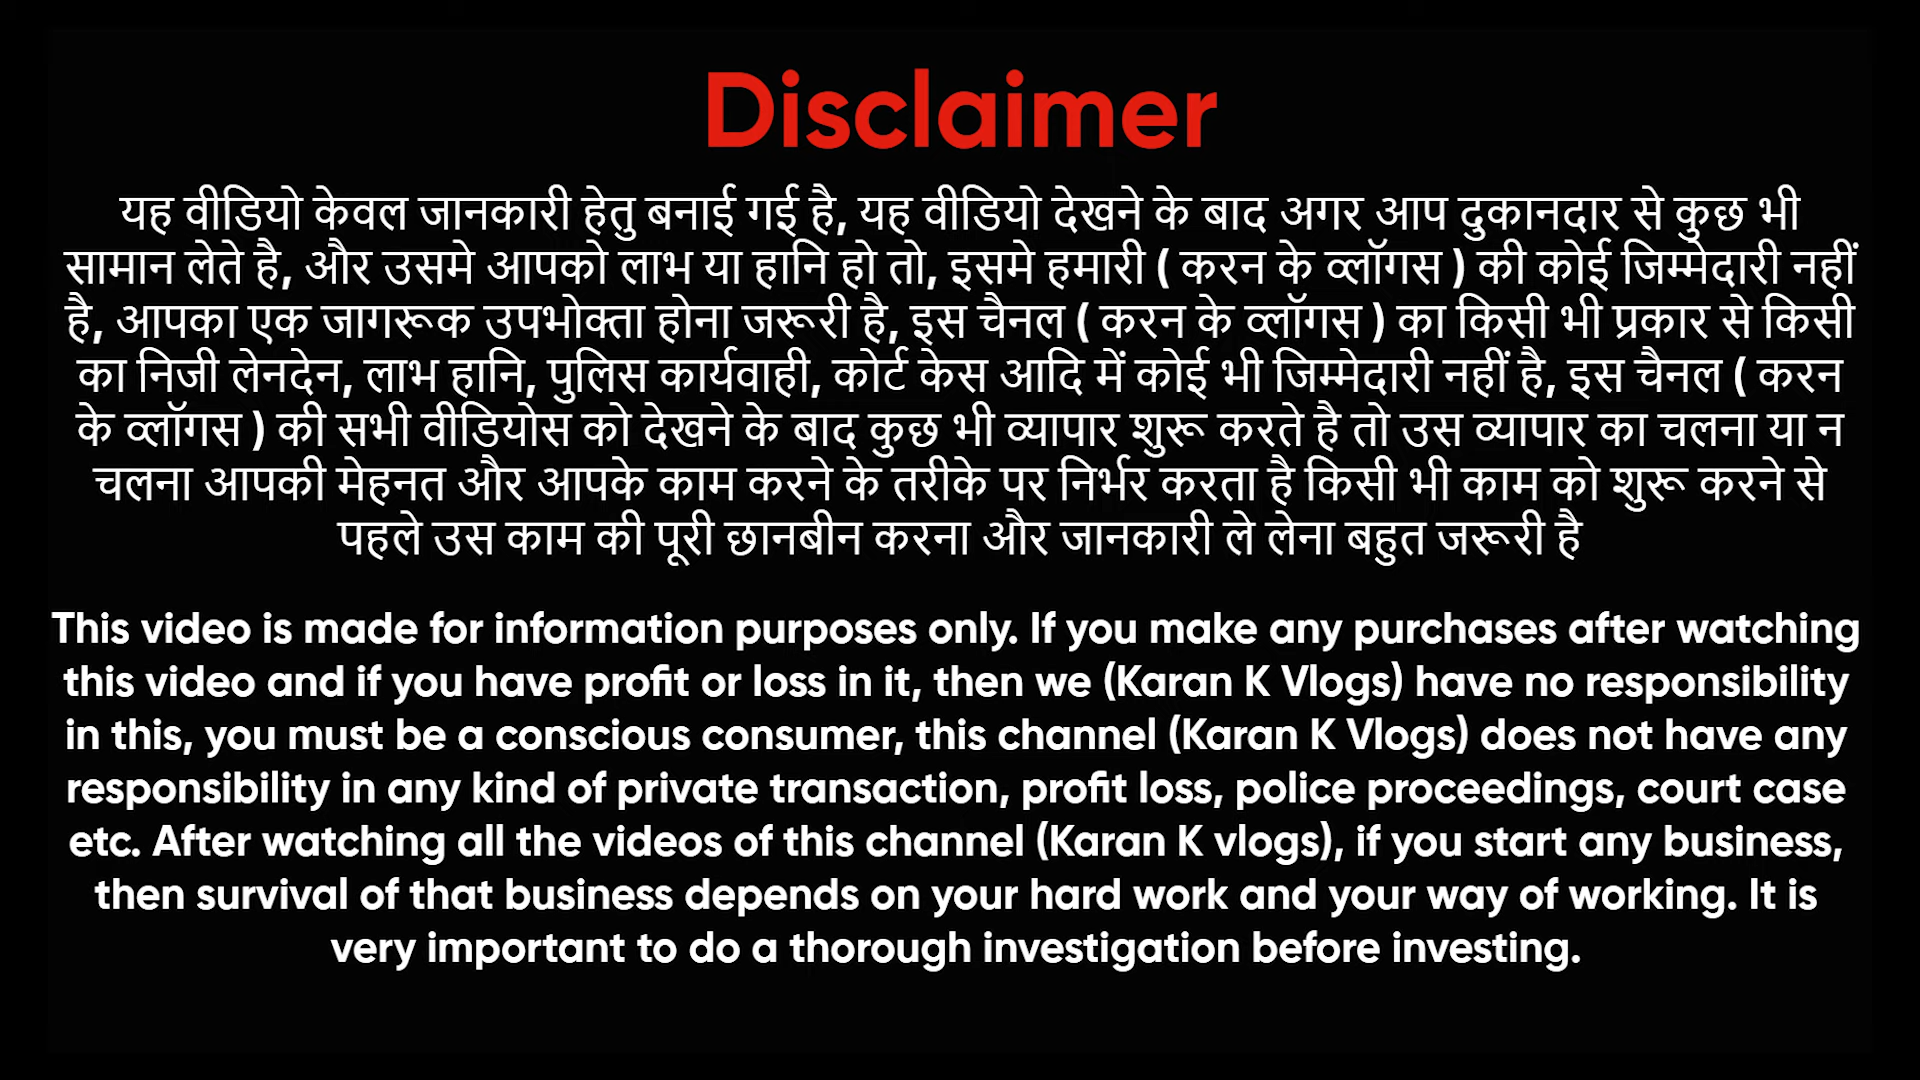 Disclaimer
यह वीडियो केवल जानकारी हेतु बनाई गई है, यह वीडियो देखने के बाद अगर आप दुकानदार से कुछ भी
सामान लेते है, और उसमे आपको लाभ या हानि हो तो, इसमे हमारी ( करन के व्लॉगस ) की कोई जिम्मेदारी नहीं
है, आपका एक जागरूक उपभोक्ता होना जरूरी है, इस चैनल ( करन के व्लॉगस ) का किसी भी प्रकार से किसी
का निजी लेनदेन, लाभ हानि, पुलिस कार्यवाही, कोर्ट केस आदि में कोई भी जिम्मेदारी नहीं है, इस चैनल ( करन
के व्लॉगस ) की सभी वीडियोस को देखने के बाद कुछ भी व्यापार शुरू करते है तो उस व्यापार का चलना या न
चलना आपकी मेहनत और आपके काम करने के तरीके पर निर्भर करता है किसी भी काम को शुरू करने से
पहले उस काम की पूरी छानबीन करना और जानकारी ले लेना बहुत जरूरी है
This video is made for information purposes only. If you make any purchases after watching
this video and if you have profit or loss in it, then we (Karan K Vlogs) have no responsibility
in this, you must be a conscious consumer, this channel (Karan K Vlogs) does not have any
responsibility in any kind of private transaction, profit loss, police proceedings, court case
etc. After watching all the videos of this channel (Karan K vlogs), if you start any business,
then survival of that business depends on your hard work and your way of working. It is
very important to do a thorough investigation before investing.